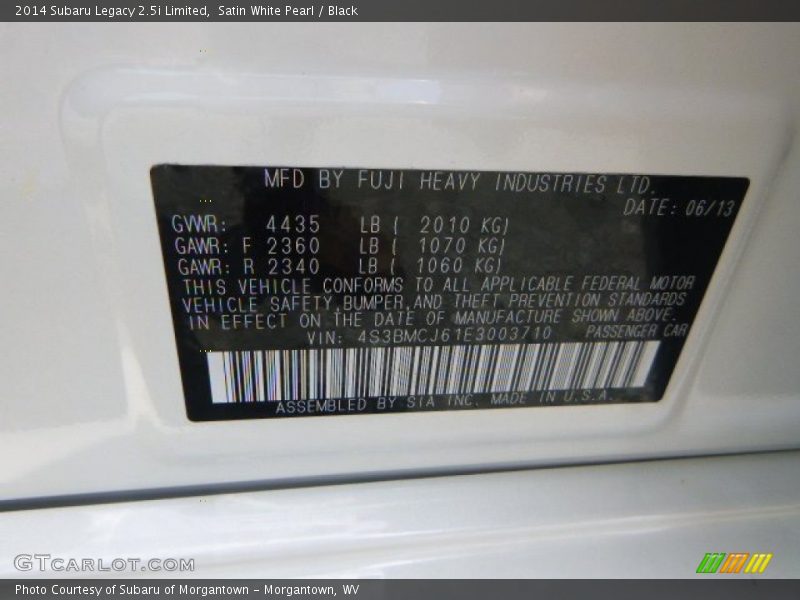 2014 Subaru Legacy 2.5i Limited,  Satin White Pearl / Black
MFD BY FUJI HEAVY INDUSTRIES LTD.
DATE: 06/13
GVWR: 4435 LB ( 2010 KG)
GAWR: F 2360 LB ( 1070 KG)
GAWR: R 2340 LB ( 1060 KG)
THIS VEHICLE CONFORMS TO ALL APPLICABLE FEDERAL MOTOR
VEHICLE SAFETY,BUMPER,AND THEFT PREVENTION STANDARDS
IN EFFECT ON THE DATE OF MANUFACTURE SHOWN ABOVE.
VIN: 4S3BMCJ61E3003710 PASSENGER CAR
ASSEMBLED BY SIA INC. MADE IN U.S.A.
GTCARLOT.COM
Photo Courtesy of Subaru of Morgantown - Morgantown, WV